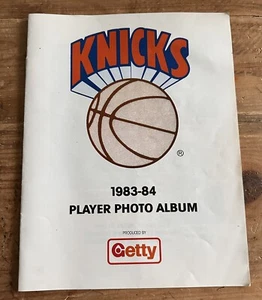 KNICKS
®
1983-84
PLAYER PHOTO ALBUM
PRODUCED BY
Getty